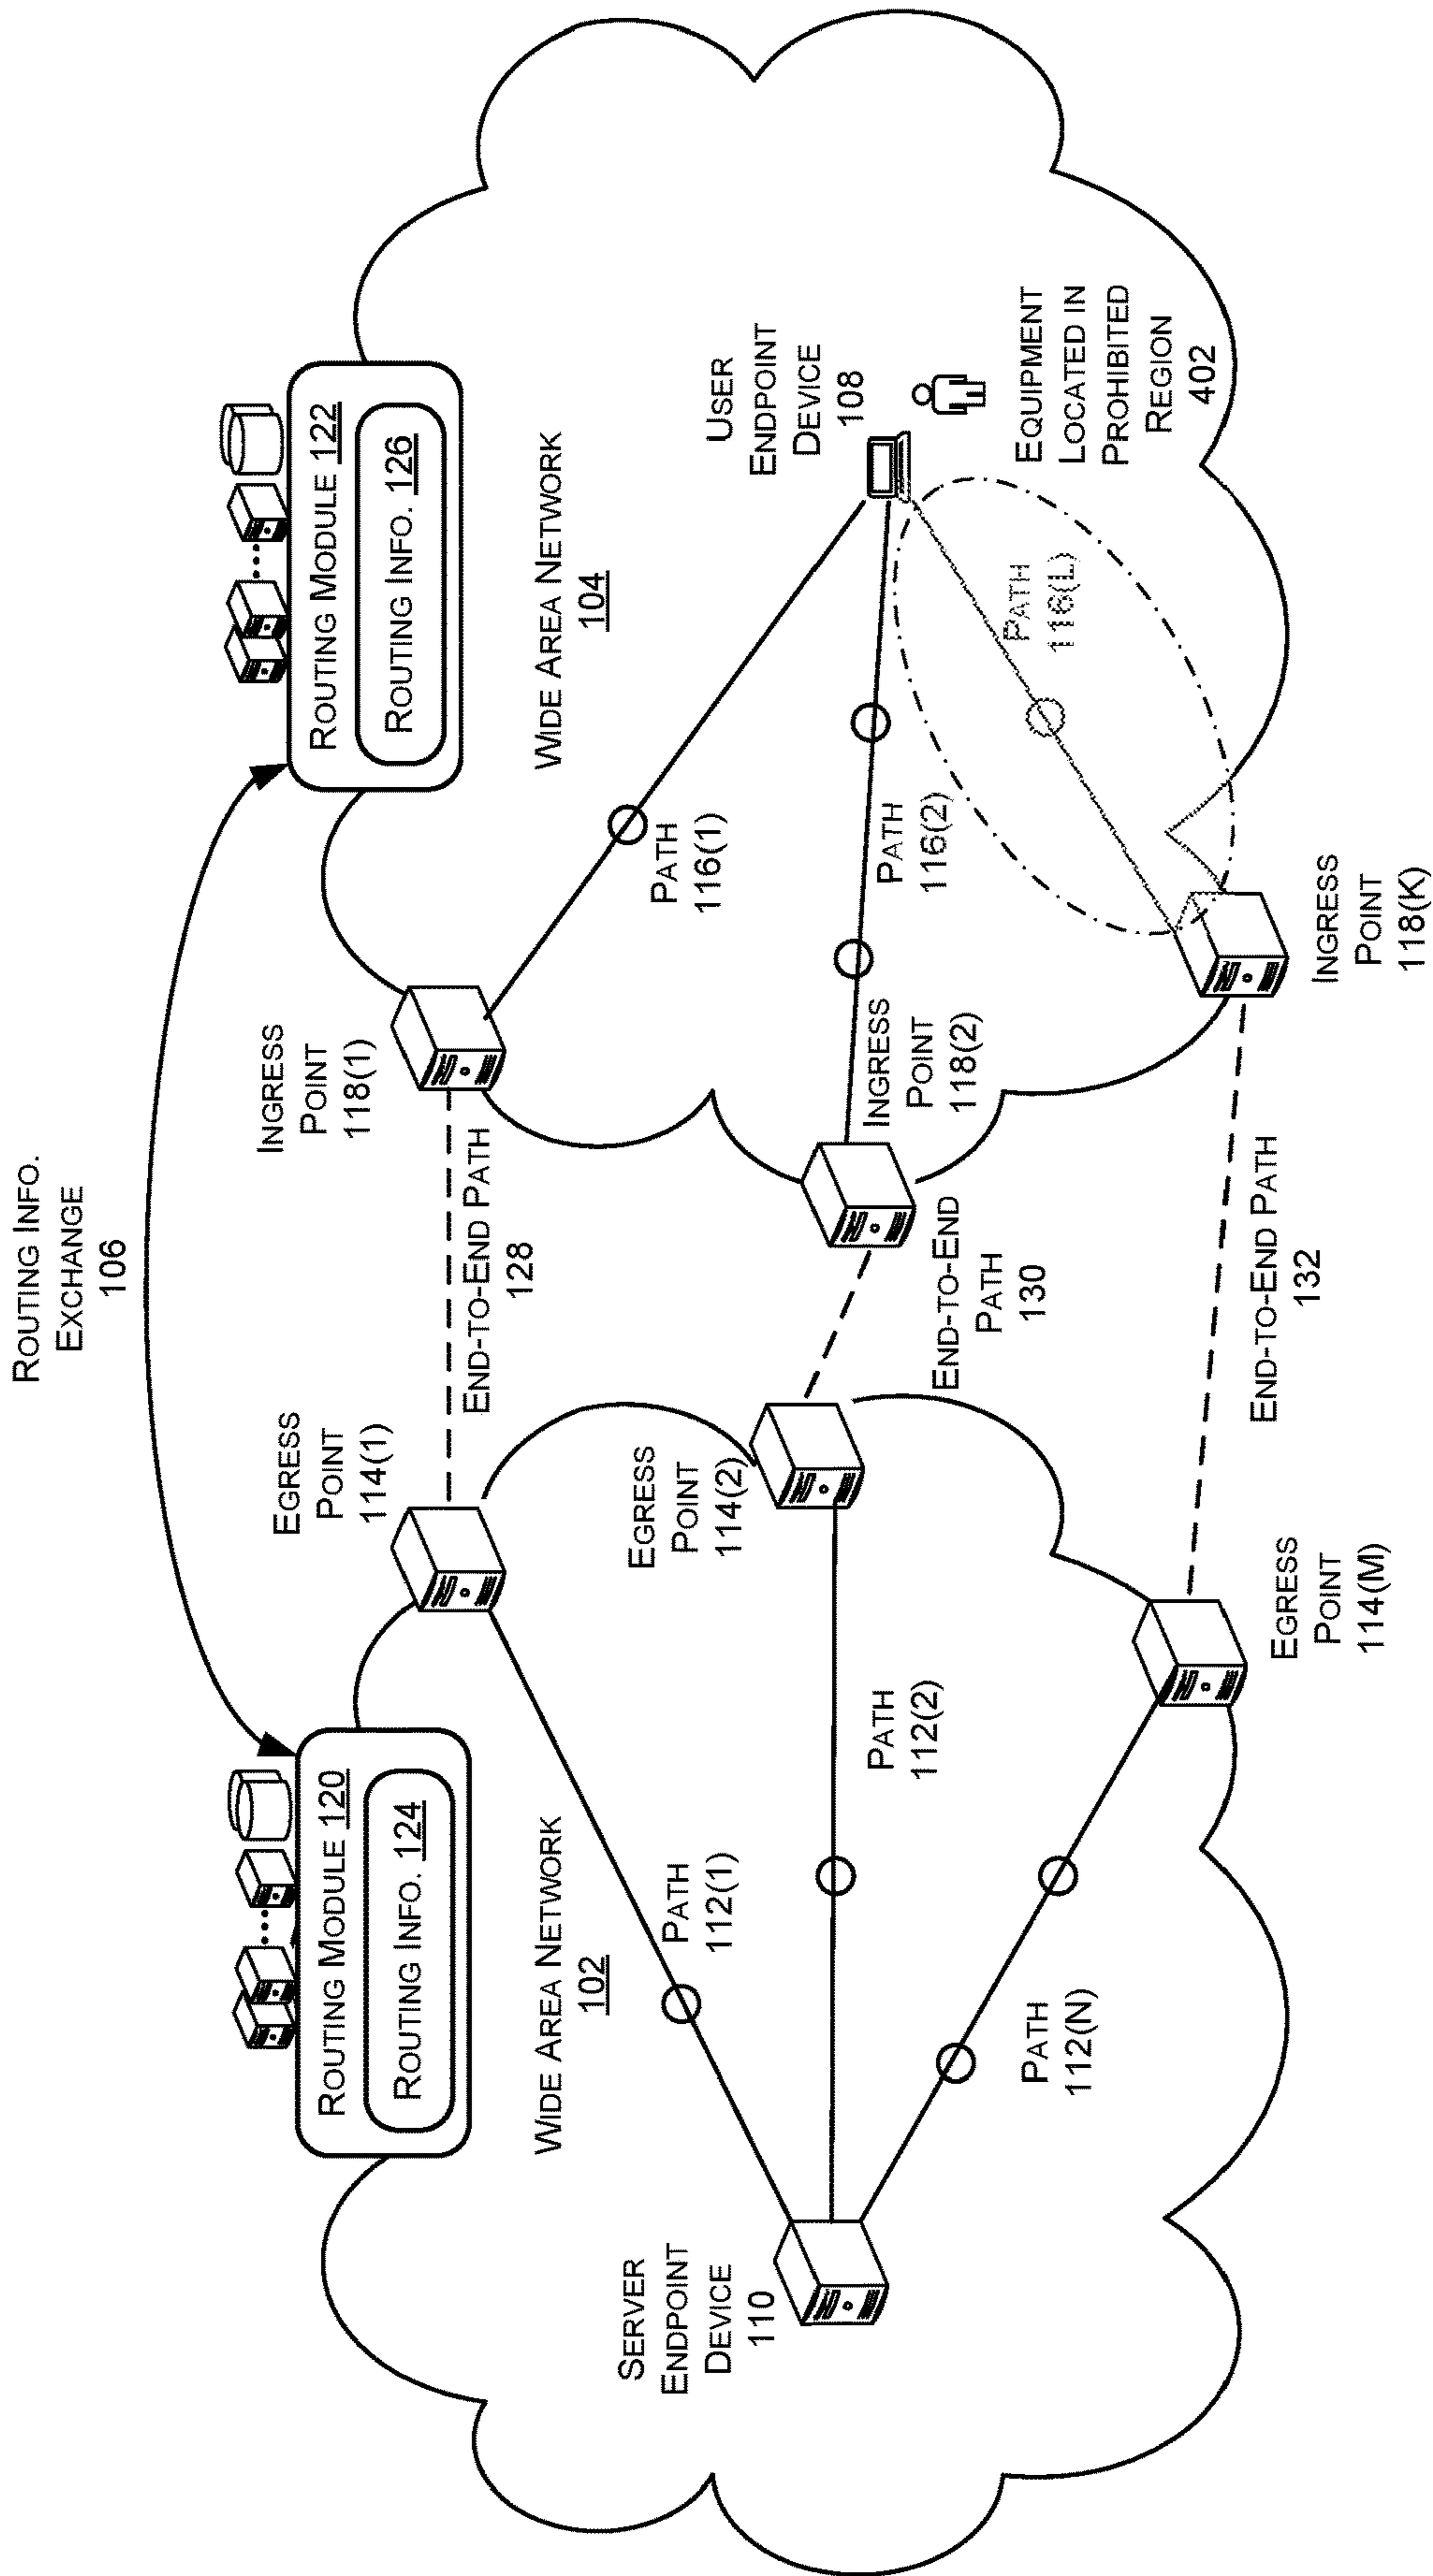 ROUTING INFO.
EXCHANGE
106
ROUTING MODULE 120
ROUTING INFO. 124
ROUTING MODULE 122
ROUTING INFO. 126
EGRESS
POINT
114(1)
INGRESS
POINT
118(1)
END-TO-END PATH
128
WIDE AREA NETWORK
102
WIDE AREA NETWORK
104
SERVER
ENDPOINT
DEVICE
110
PATH
112(1)
EGRESS
POINT
114(2)
PATH
116(1)
USER
ENDPOINT
DEVICE
108
PATH
112(2)
END-TO-END
PATH
130
INGRESS
POINT
118(2)
PATH
116(2)
PATH
116(L)
EQUIPMENT
LOCATED IN
PROHIBITED
REGION
402
PATH
112(N)
EGRESS
POINT
114(M)
END-TO-END PATH
132
INGRESS
POINT
118(K)